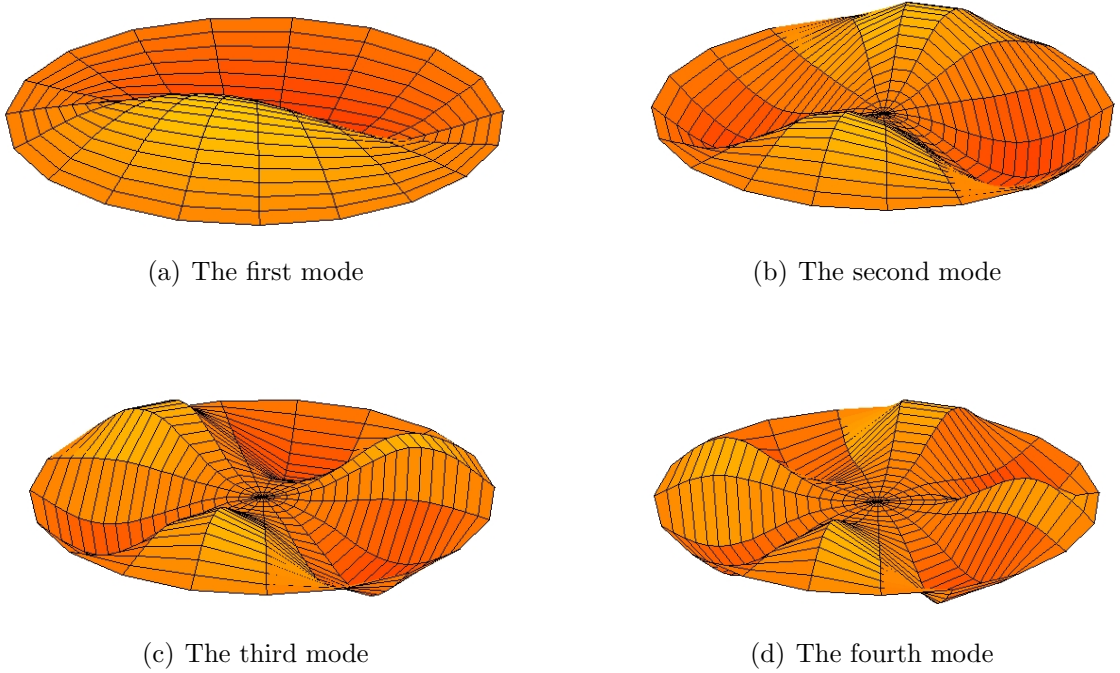 (a) The first mode
(b) The second mode
(c) The third mode
(d) The fourth mode